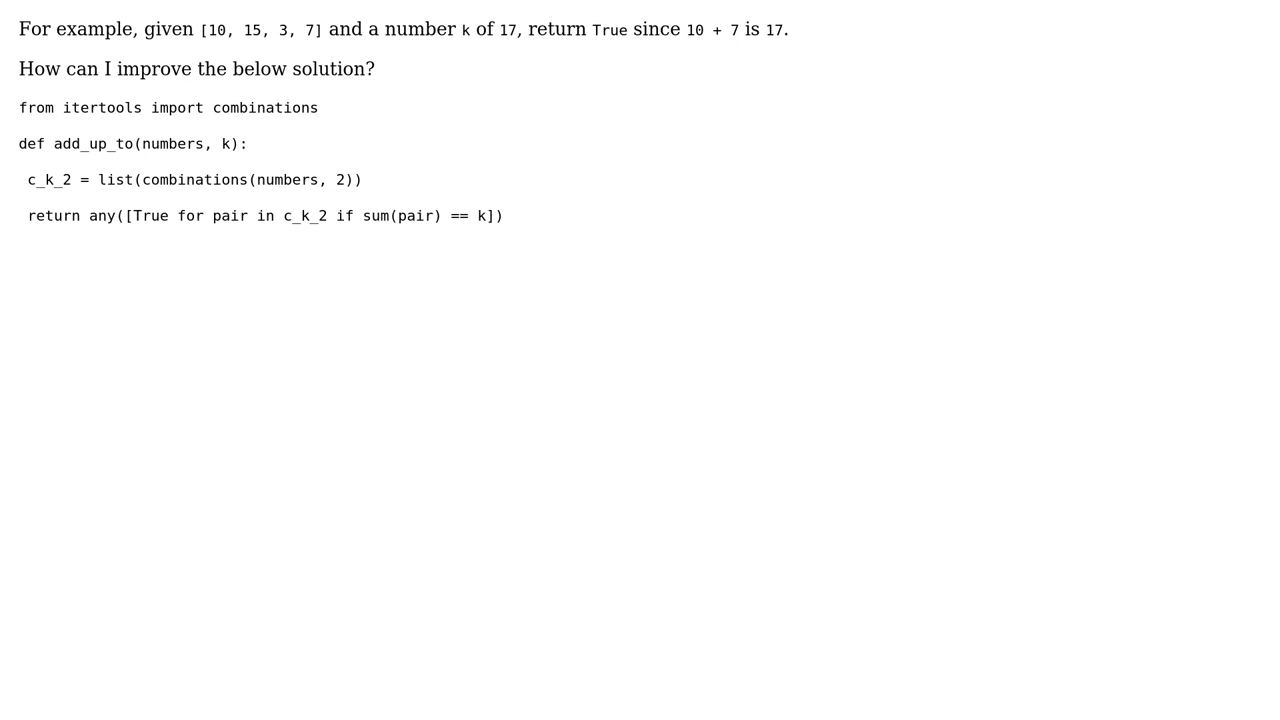 For example, given [10, 15, 3, 7] and a number k of 17, return True since 10 + 7 is 17.
How can I improve the below solution?
from itertools import combinations
def add_up_to(numbers, k):
 c_k_2 = list(combinations(numbers, 2))
 return any([True for pair in c_k_2 if sum(pair) == k])